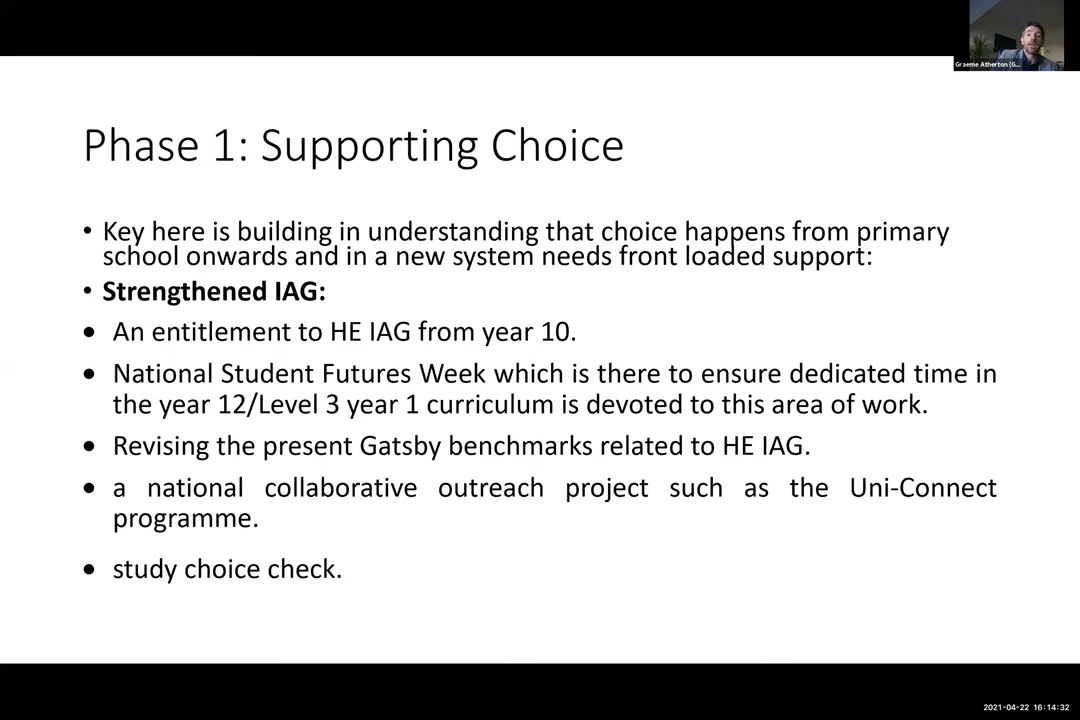 Graeme Atherton (G...
Phase 1: Supporting Choice
• Key here is building in understanding that choice happens from primary
school onwards and in a new system needs front loaded support:
• Strengthened IAG:
• An entitlement to HE IAG from year 10.
• National Student Futures Week which is there to ensure dedicated time in
the year 12/Level 3 year 1 curriculum is devoted to this area of work.
• Revising the present Gatsby benchmarks related to HE IAG.
• a national collaborative outreach project such as the Uni-Connect
programme.
• study choice check.
2021-04-22 16:14:32